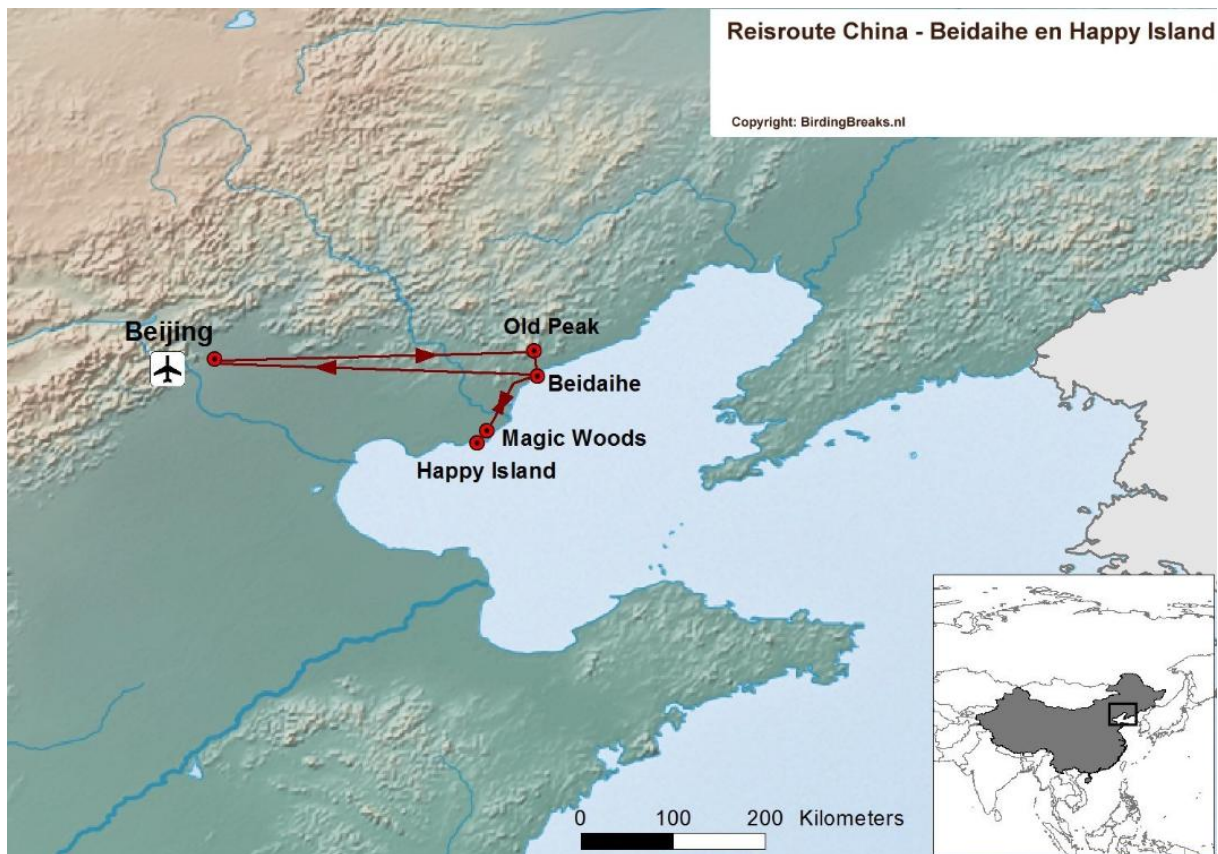 Reisroute China - Beidaihe en Happy Island
Copyright: BirdingBreaks.nl
Beijing
Old Peak
Beidaihe
Magic Woods
Happy Island
0 100 200 Kilometers